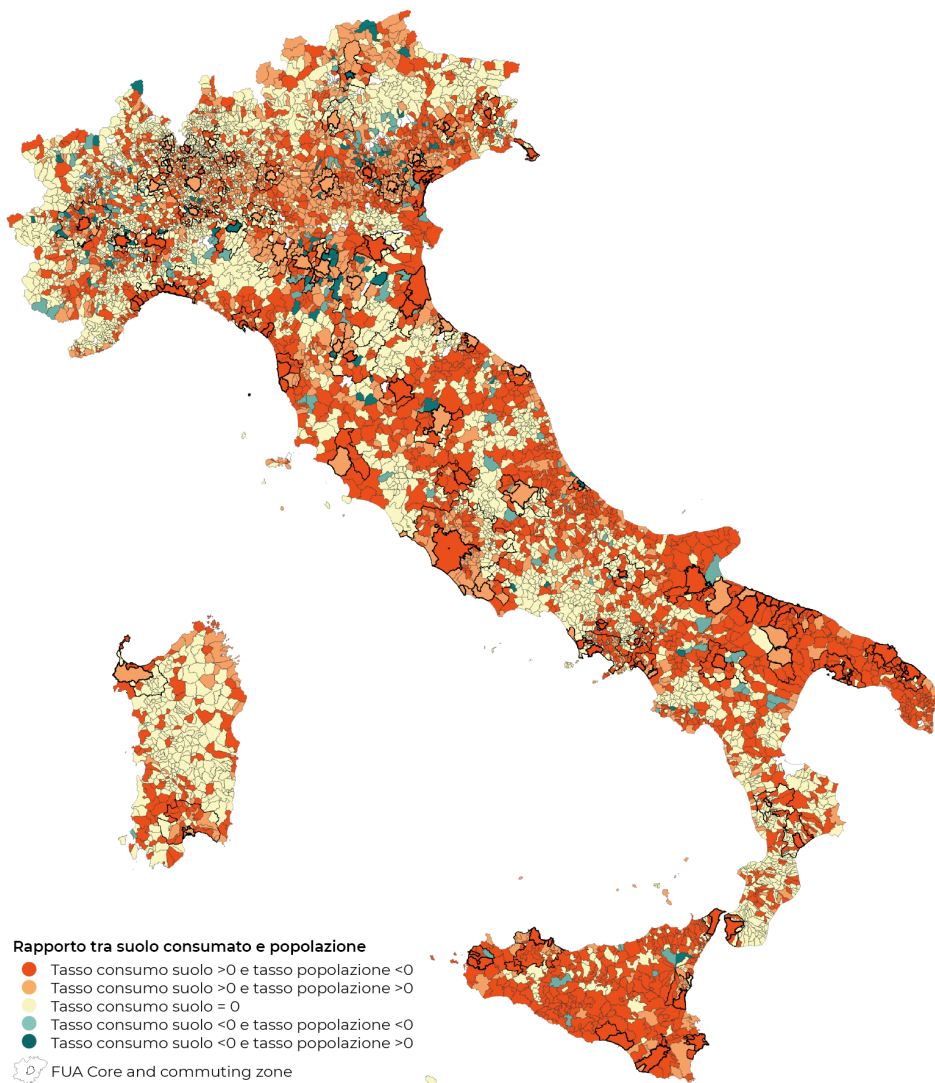 Rapporto tra suolo consumato e popolazione
Tasso consumo suolo >0 e tasso popolazione <0
Tasso consumo suolo >0 e tasso popolazione >0
Tasso consumo suolo = 0
Tasso consumo suolo <0 e tasso popolazione <0
Tasso consumo suolo <0 e tasso popolazione >0
FUA Core and commuting zone